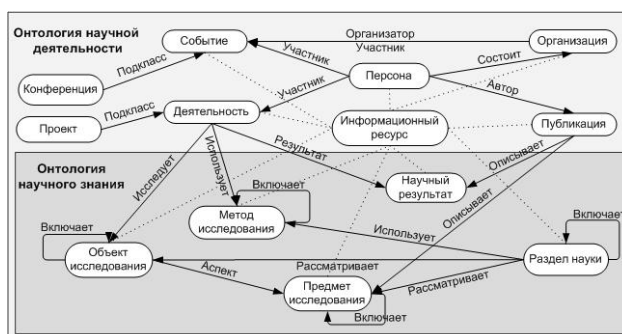 Онтология научной
деятельности
Событие
Организатор
Участник
Организация
Участник
Состоит
Персона
Подкласс
Конференция
Участник
Автор
Подкласс
Проект
Деятельность
Информационный
ресурс
Публикация
Исследует
Использует
Результат
Описывает
Онтология
научного знания
Научный
результат
Описывает
Включает
Метод
исследования
Включает
Включает
Использует
Объект
исследования
Аспект
Рассматривает
Раздел науки
Предмет
исследования
Рассматривает
Включает